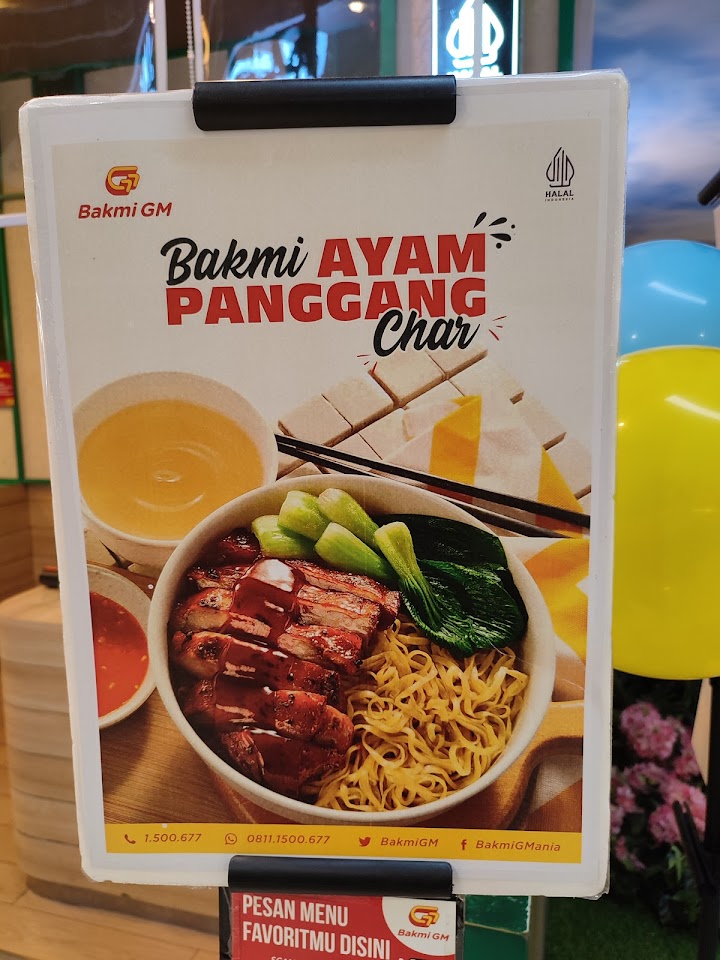 Bakmi GM
HALAL
INDONESIA
Bakmi AYAM
PANGGANG
Char
1.500.677 0811.1500.677 BakmiGM BakmiGMania
PESAN MENU
FAVORITMU DISINI
Bakmi GM